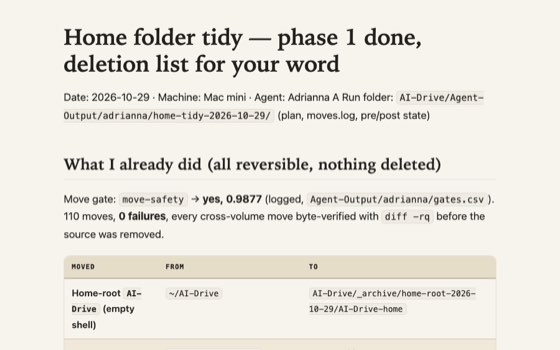 Home folder tidy — phase 1 done,
deletion list for your word
Date: 2026-10-29 · Machine: Mac mini · Agent: Adrianna A Run folder: AI-Drive/Agent-
Output/adrianna/home-tidy-2026-10-29/ (plan, moves.log, pre/post state)
What I already did (all reversible, nothing deleted)
Move gate: move-safety → yes, 0.9877 (logged, Agent-Output/adrianna/gates.csv ).
110 moves, 0 failures, every cross-volume move byte-verified with diff -rq before the
source was removed.
MOVED FROM TO
Home-root AI- ~/AI-Drive AI-Drive/_archive/home-root-2026-
Drive (empty 10-29/AI-Drive-home
shell)